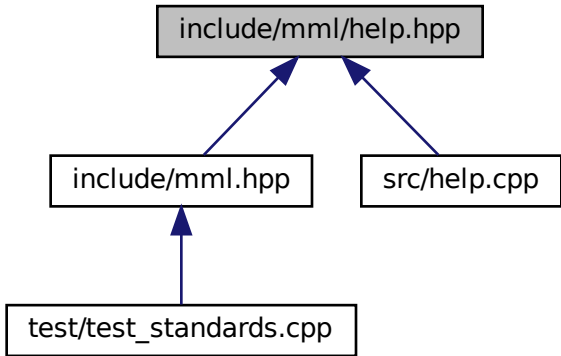 include/mml/help.hpp
include/mml.hpp
src/help.cpp
test/test_standards.cpp